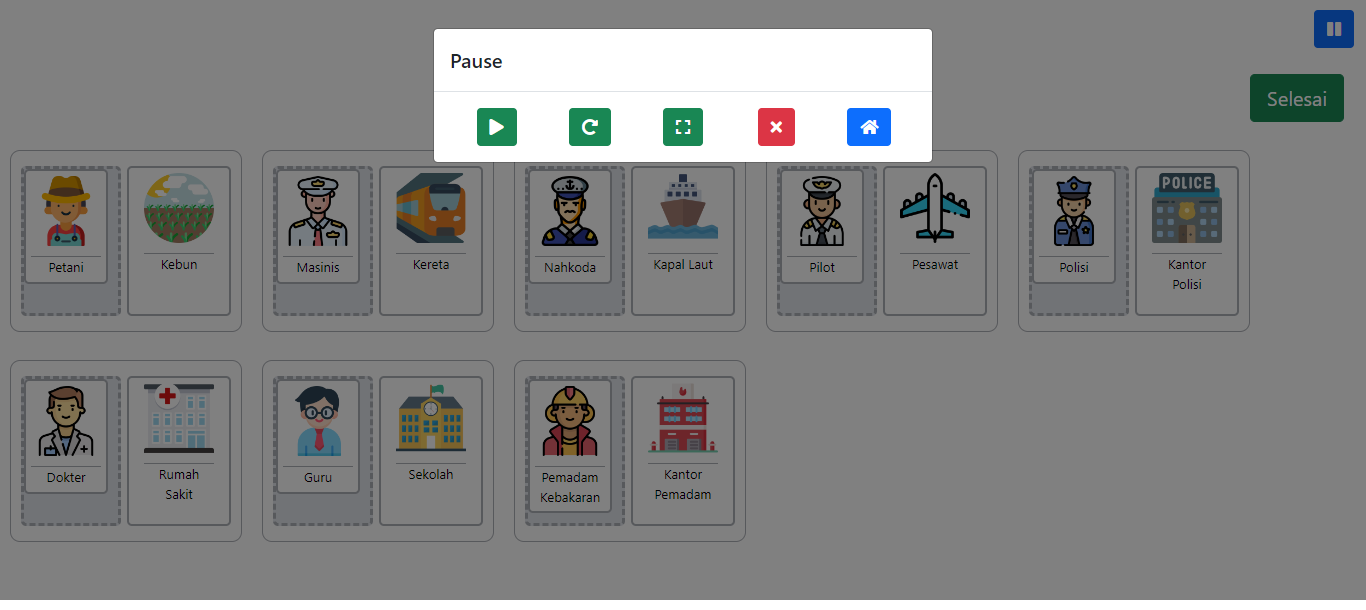 Pause
Selesai
Petani
Kebun
Masinis
Kereta
Nahkoda
Kapal Laut
Pilot
Pesawat
Polisi
POLICE
Kantor
Polisi
Dokter
Rumah
Sakit
Guru
Sekolah
Pemadam
Kebakaran
Kantor
Pemadam